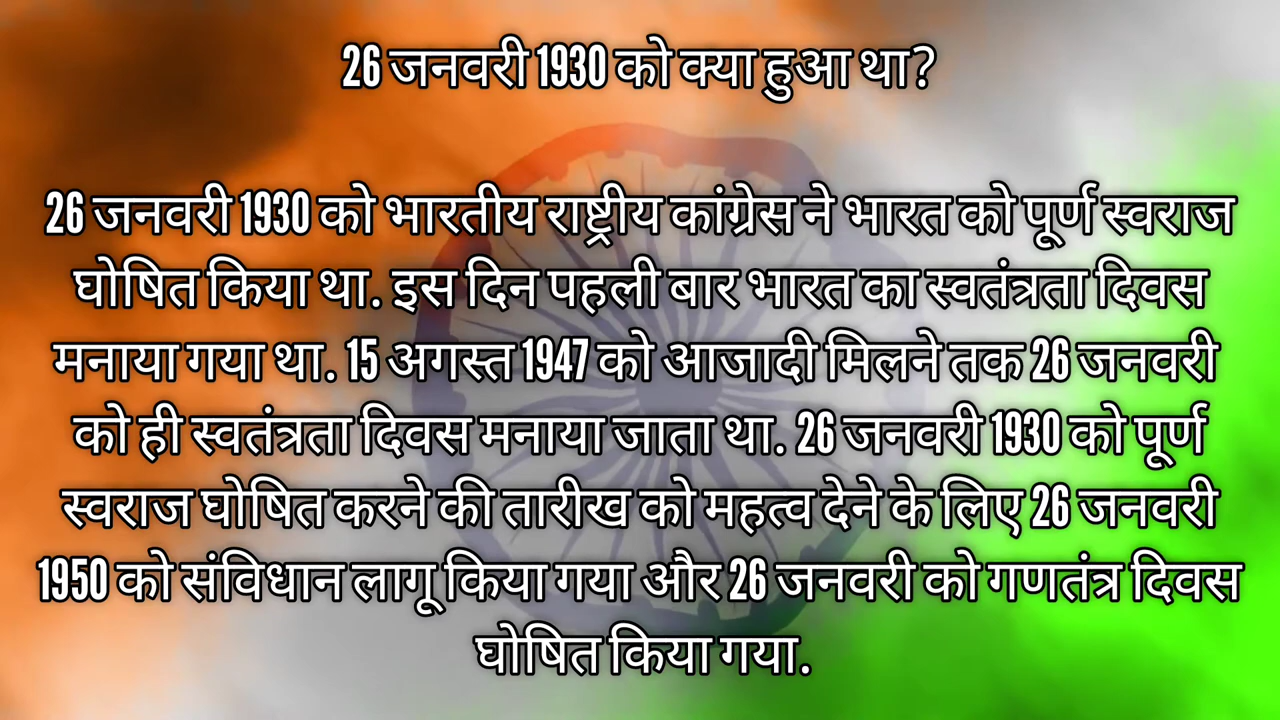 26 जनवरी 1930 को क्या हुआ था?
26 जनवरी 1930 को भारतीय राष्ट्रीय कांग्रेस ने भारत को पूर्ण स्वराज
घोषित किया था. इस दिन पहली बार भारत का स्वतंत्रता दिवस
मनाया गया था. 15 अगस्त 1947 को आजादी मिलने तक 26 जनवरी
को ही स्वतंत्रता दिवस मनाया जाता था. 26 जनवरी 1930 को पूर्ण
स्वराज घोषित करने की तारीख को महत्व देने के लिए 26 जनवरी
1950 को संविधान लागू किया गया और 26 जनवरी को गणतंत्र दिवस
घोषित किया गया.